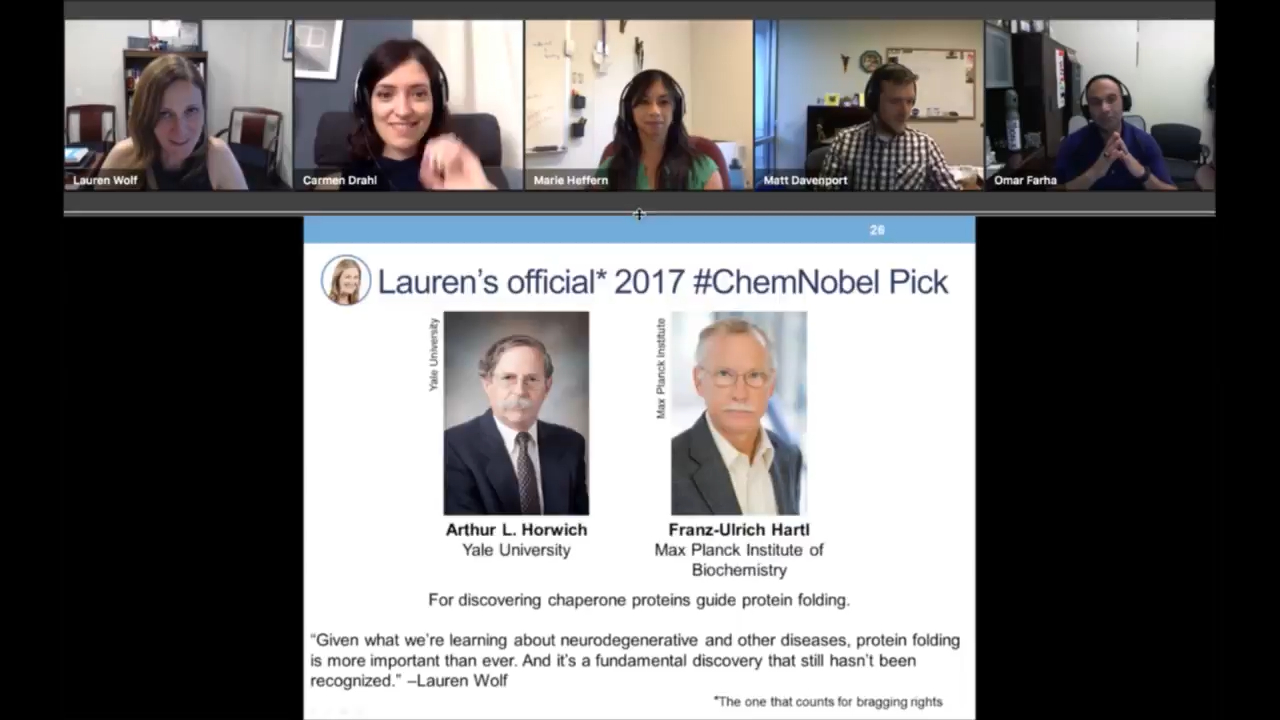 Lauren Wolf
Carmen Drahl
Marie Heffern
Matt Davenport
Omar Farha
26
Lauren's official* 2017 #ChemNobel Pick
Yale University
Max Planck Institute
Arthur L. Horwich
Yale University
Franz-Ulrich Hartl
Max Planck Institute of
Biochemistry
For discovering chaperone proteins guide protein folding.
“Given what we're learning about neurodegenerative and other diseases, protein folding
is more important than ever. And it's a fundamental discovery that still hasn't been
recognized.” –Lauren Wolf
*The one that counts for bragging rights